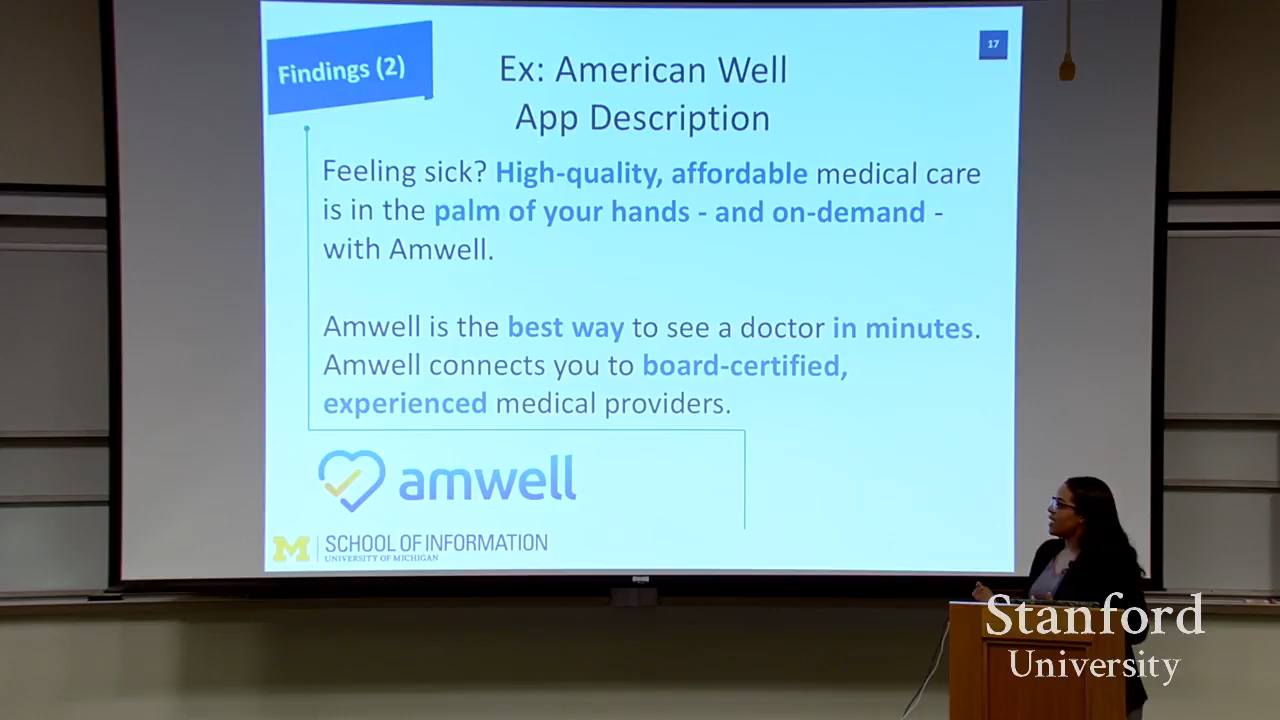 Findings (2)
17
Ex: American Well
App Description
Feeling sick? High-quality, affordable medical care
is in the palm of your hands - and on-demand -
with Amwell.
Amwell is the best way to see a doctor in minutes.
Amwell connects you to board-certified,
experienced medical providers.
amwell
M
SCHOOL OF INFORMATION
UNIVERSITY OF MICHIGAN
Stanford
University